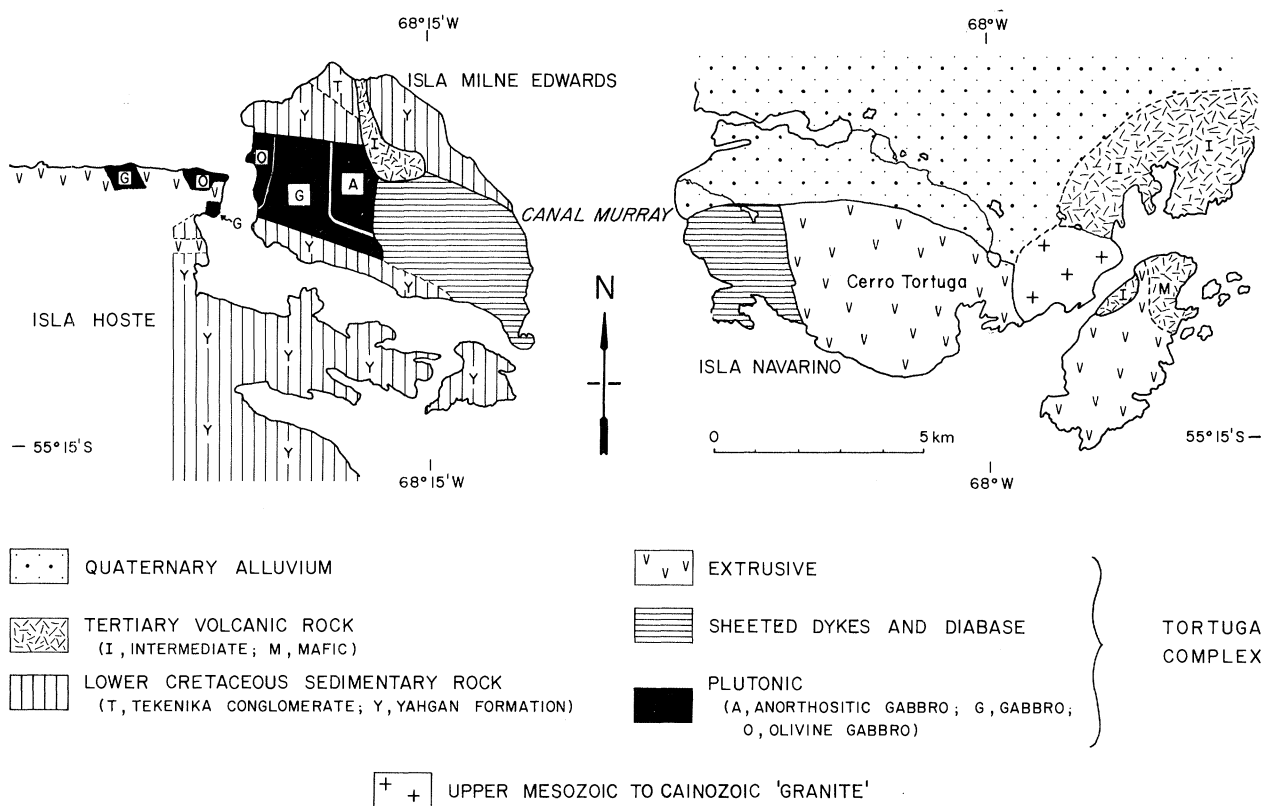 68°15'W
68°W
ISLA MILNE EDWARDS
T
Y
I
O
G
A
G
O
G
CANAL MURRAY
Y
Y
Y
ISLA HOSTE
Y
Y
Y
Y
Y
Y
N
I
I
Cerro Tortuga
I
M
ISLA NAVARINO
0 5 km
55°15'S
55°15'S
68°15'W
68°W
QUATERNARY ALLUVIUM
TERTIARY VOLCANIC ROCK
(I, INTERMEDIATE; M, MAFIC)
LOWER CRETACEOUS SEDIMENTARY ROCK
(T, TEKENIKA CONGLOMERATE; Y, YAHGAN FORMATION)
EXTRUSIVE
SHEETED DYKES AND DIABASE
PLUTONIC
(A, ANORTHOSITIC GABBRO; G, GABBRO;
O, OLIVINE GABBRO)
TORTUGA
COMPLEX
UPPER MESOZOIC TO CAINOZOIC 'GRANITE'